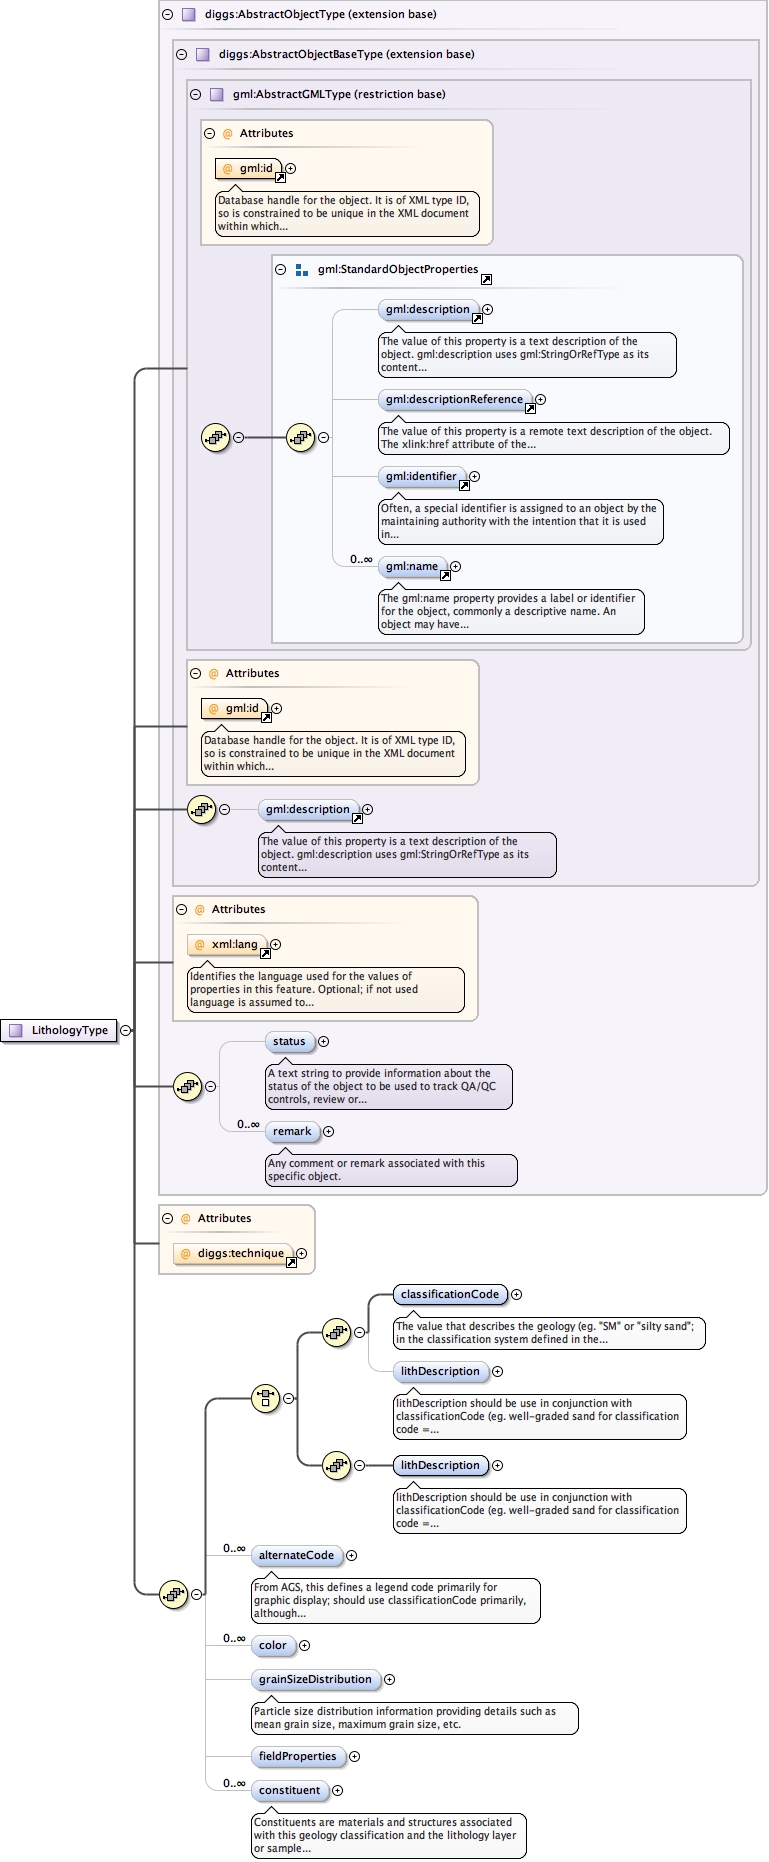 diggs:AbstractObjectType (extension base)
diggs:AbstractObjectBaseType (extension base)
gml:AbstractGMLType (restriction base)
@ Attributes
@ gml:id
Database handle for the object. It is of XML type ID,
so is constrained to be unique in the XML document
within which...
gml:StandardObjectProperties
gml:description
The value of this property is a text description of the
object. gml:description uses gml:StringOrRefType as its
content...
gml:descriptionReference
The value of this property is a remote text description of the object.
The xlink:href attribute of the...
gml:identifier
Often, a special identifier is assigned to an object by the
maintaining authority with the intention that it is used
in...
0..∞
gml:name
The gml:name property provides a label or identifier
for the object, commonly a descriptive name. An
object may have...
@ Attributes
@ gml:id
Database handle for the object. It is of XML type ID,
so is constrained to be unique in the XML document
within which...
gml:description
The value of this property is a text description of the
object. gml:description uses gml:StringOrRefType as its
content...
@ Attributes
@ xml:lang
Identifies the language used for the values of
properties in this feature. Optional; if not used
language is assumed to...
LithologyType
status
A text string to provide information about the
status of the object to be used to track QA/QC
controls, review or...
0..∞
remark
Any comment or remark associated with this
specific object.
@ Attributes
@ diggs:technique
classificationCode
The value that describes the geology (eg. "SM" or "silty sand";
in the classification system defined in the...
lithDescription
lithDescription should be use in conjunction with
classificationCode (eg. well-graded sand for classification
code =...
lithDescription
lithDescription should be use in conjunction with
classificationCode (eg. well-graded sand for classification
code =...
0..∞
alternateCode
From AGS, this defines a legend code primarily for
graphic display; should use classificationCode primarily,
although...
0..∞
color
grainSizeDistribution
Particle size distribution information providing details such as
mean grain size, maximum grain size, etc.
fieldProperties
0..∞
constituent
Constituents are materials and structures associated
with this geology classification and the lithology layer
or sample...